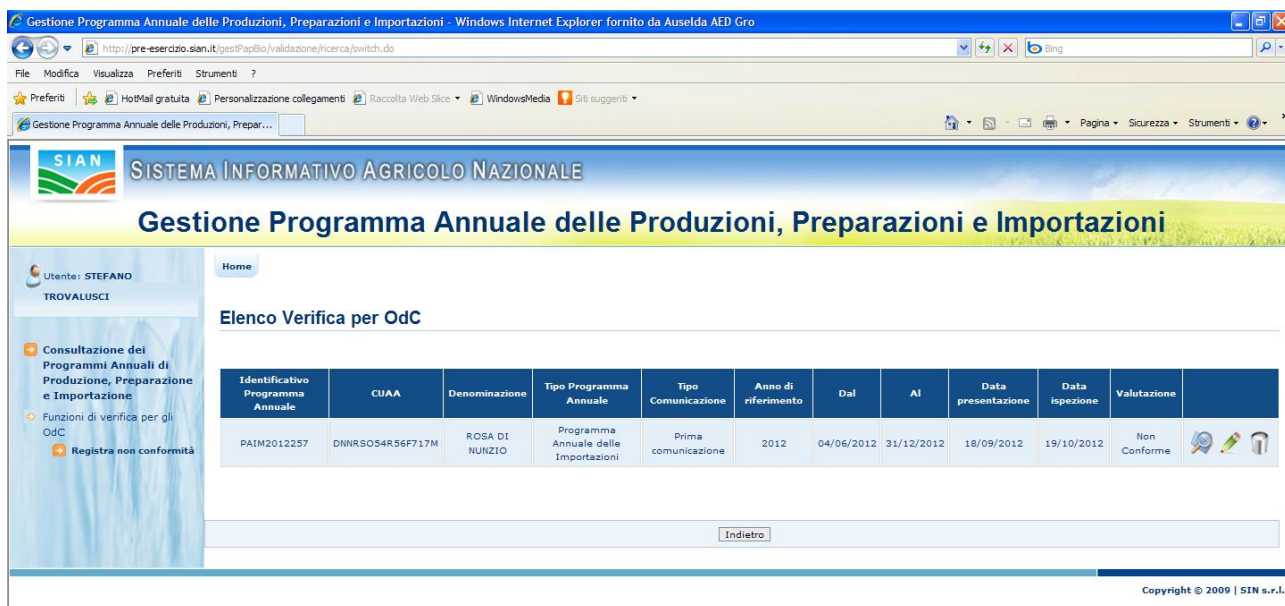 Gestione Programma Annuale delle Produzioni, Preparazioni e Importazioni - Windows Internet Explorer fornito da Auselda AED Gro
http://pre-esercizio.sian.it/gestPapBio/validazione/ricerca/switch.do
Bing
File Modifica Visualizza Preferiti Strumenti ?
Preferiti HotMail gratuita Personalizzazione collegamenti Raccolta Web Slice WindowsMedia Siti suggeriti
Gestione Programma Annuale delle Produzioni, Prepar...
Pagina Sicurezza Strumenti
SIAN
SISTEMA INFORMATIVO AGRICOLO NAZIONALE
Gestione Programma Annuale delle Produzioni, Preparazioni e Importazioni
Utente: STEFANO
TROVALUSCI
Home
Elenco Verifica per OdC
Consultazione dei
Programmi Annuali di
Produzione, Preparazione
e Importazione
Funzioni di verifica per gli
OdC
Registra non conformità
Identificativo
Programma
Annuale
CUAA
Denominazione
Tipo Programma
Annuale
Tipo
Comunicazione
Anno di
riferimento
Dal
Al
Data
presentazione
Data
ispezione
Valutazione
PAIM2012257
DNNRSO54R56F717M
ROSA DI
NUNZIO
Programma
Annuale delle
Importazioni
Prima
comunicazione
2012
04/06/2012
31/12/2012
18/09/2012
19/10/2012
Non
Conforme
Indietro
Copyright © 2009 | SIN s.r.l.